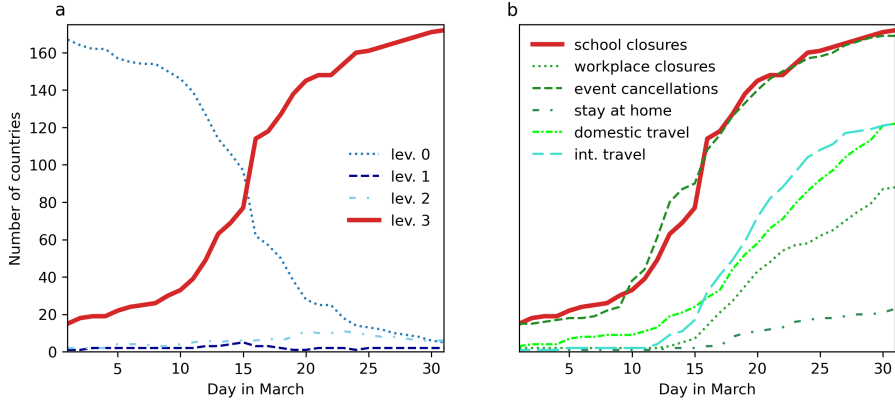 a
b
160
140
120
100
80
60
40
20
0
Number of countries
lev. 0
lev. 1
lev. 2
lev. 3
5
10
15
20
25
30
Day in March
school closures
workplace closures
event cancellations
stay at home
domestic travel
int. travel
5
10
15
20
25
30
Day in March